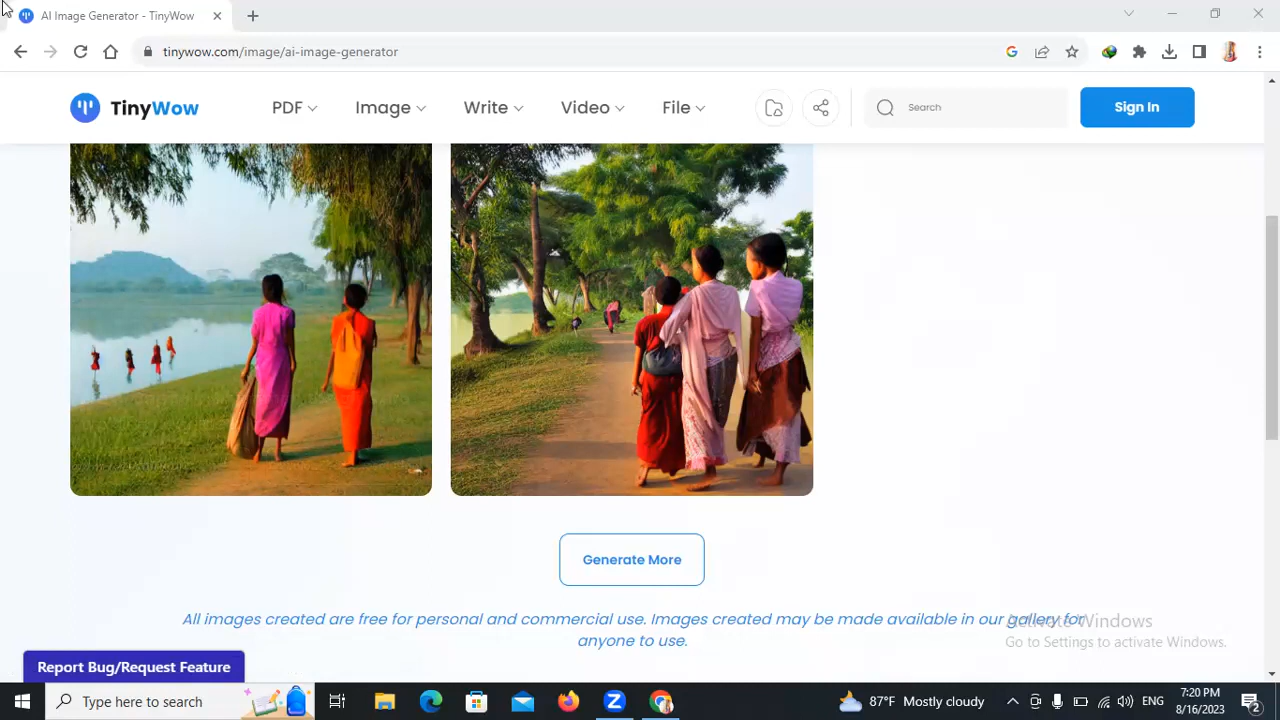 AI Image Generator - TinyWow
tinywow.com/image/ai-image-generator
TinyWow
PDF
Image
Write
Video
File
Search
Sign In
Generate More
All images created are free for personal and commercial use. Images created may be made available in our gallery for
anyone to use.
Activate Windows
Go to Settings to activate Windows.
Report Bug/Request Feature
Type here to search
87°F Mostly cloudy
ENG
7:20 PM
8/16/2023
2